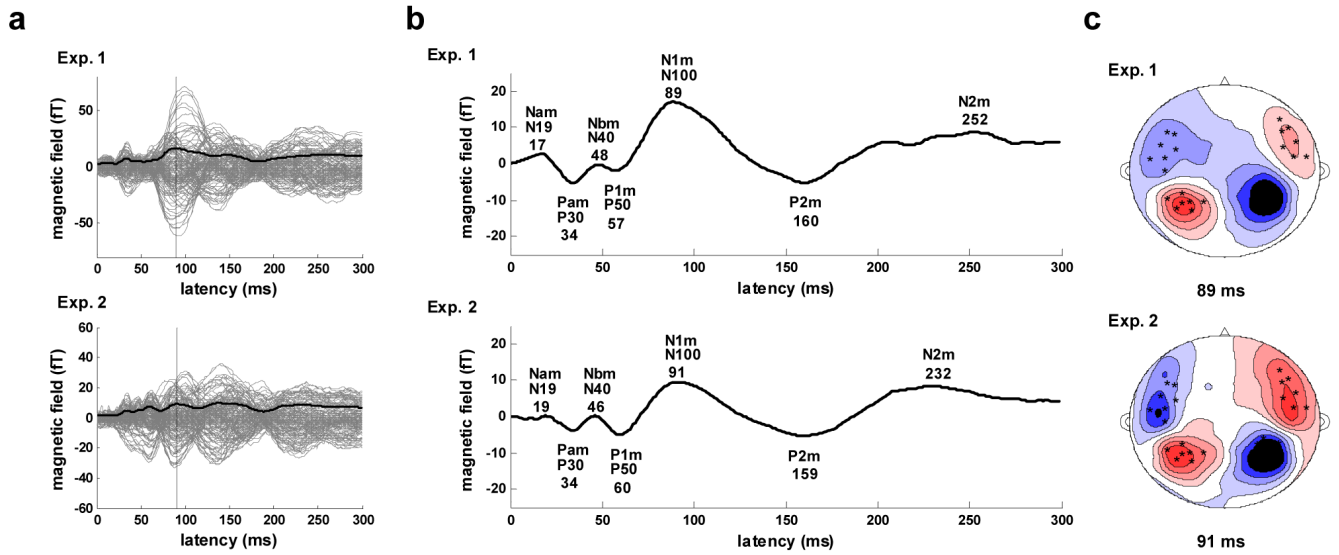 a
Exp. 1
magnetic field (fT)
50
0
-50
0 50 100 150 200 250 300
latency (ms)
Exp. 2
magnetic field (fT)
60
40
20
0
-20
-40
-60
0 50 100 150 200 250 300
latency (ms)
b
Exp. 1
magnetic field (fT)
20
10
0
-10
-20
Nam
N19
17
Pam
P30
34
Nbm
N40
48
P1m
P50
57
N1m
N100
89
P2m
160
N2m
252
0 50 100 150 200 250 300
latency (ms)
Exp. 2
magnetic field (fT)
20
10
0
-10
-20
Nam
N19
19
Pam
P30
34
Nbm
N40
46
P1m
P50
60
N1m
N100
91
P2m
159
N2m
232
0 50 100 150 200 250 300
latency (ms)
c
Exp. 1
89 ms
Exp. 2
91 ms